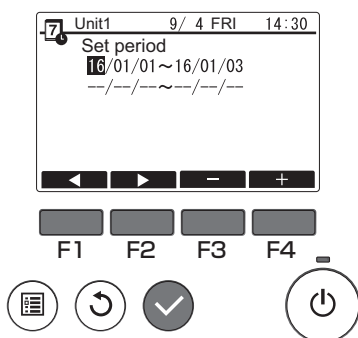 7 Unit1 9/ 4 FRI 14:30
Set period
16/01/01～16/01/03
--/--/--～--/--/--
− +
F1 F2 F3 F4